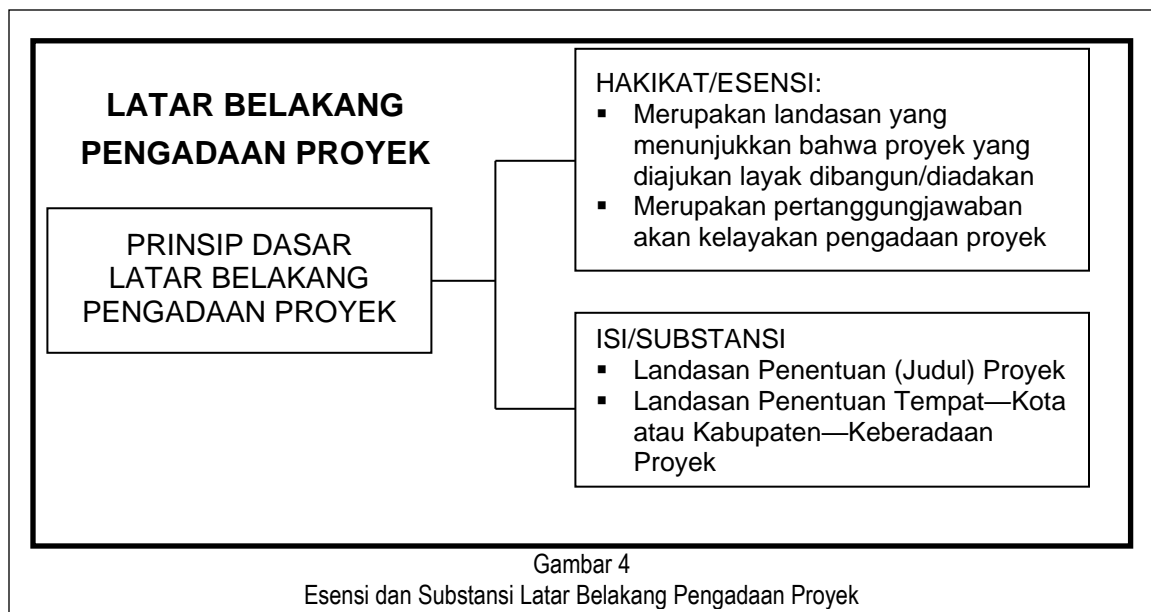 LATAR BELAKANG
PENGADAAN PROYEK
PRINSIP DASAR
LATAR BELAKANG
PENGADAAN PROYEK
HAKIKAT/ESENSI:
▪ Merupakan landasan yang
menunjukkan bahwa proyek yang
diajukan layak dibangun/diadakan
▪ Merupakan pertanggungjawaban
akan kelayakan pengadaan proyek
ISI/SUBSTANSI
▪ Landasan Penentuan (Judul) Proyek
▪ Landasan Penentuan Tempat—Kota
atau Kabupaten—Keberadaan
Proyek
Gambar 4
Esensi dan Substansi Latar Belakang Pengadaan Proyek